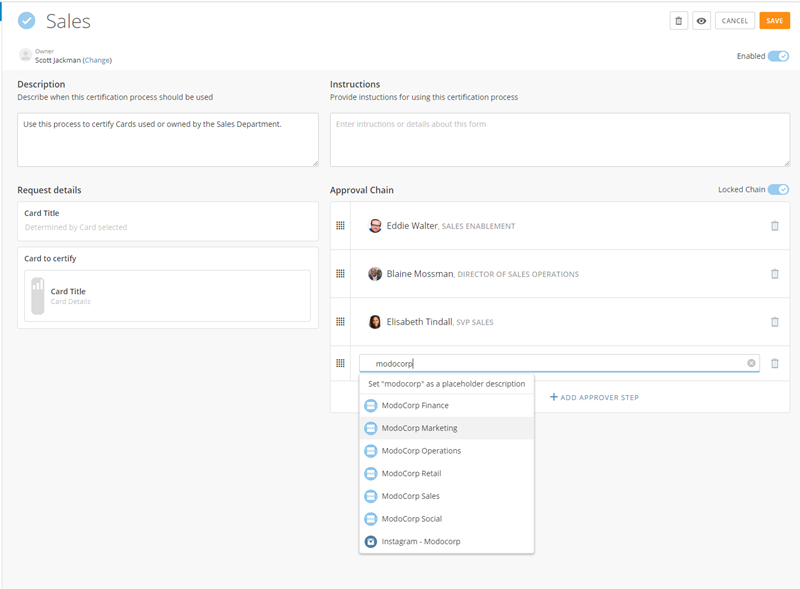 Sales
CANCEL
SAVE
Owner
Scott Jackman (Change)
Enabled
Description
Describe when this certification process should be used
Use this process to certify Cards used or owned by the Sales Department.
Instructions
Provide instuctions for using this certification process
Enter intructions or details about this form
Request details
Card Title
Determined by Card selected
Card to certify
Card Title
Card Details
Approval Chain
Locked Chain
Eddie Walter, SALES ENABLEMENT
Blaine Mossman, DIRECTOR OF SALES OPERATIONS
Elisabeth Tindall, SVP SALES
modocorp
Set "modocorp" as a placeholder description
ModoCorp Finance
ModoCorp Marketing
ModoCorp Operations
ModoCorp Retail
ModoCorp Sales
ModoCorp Social
Instagram - Modocorp
+ ADD APPROVER STEP